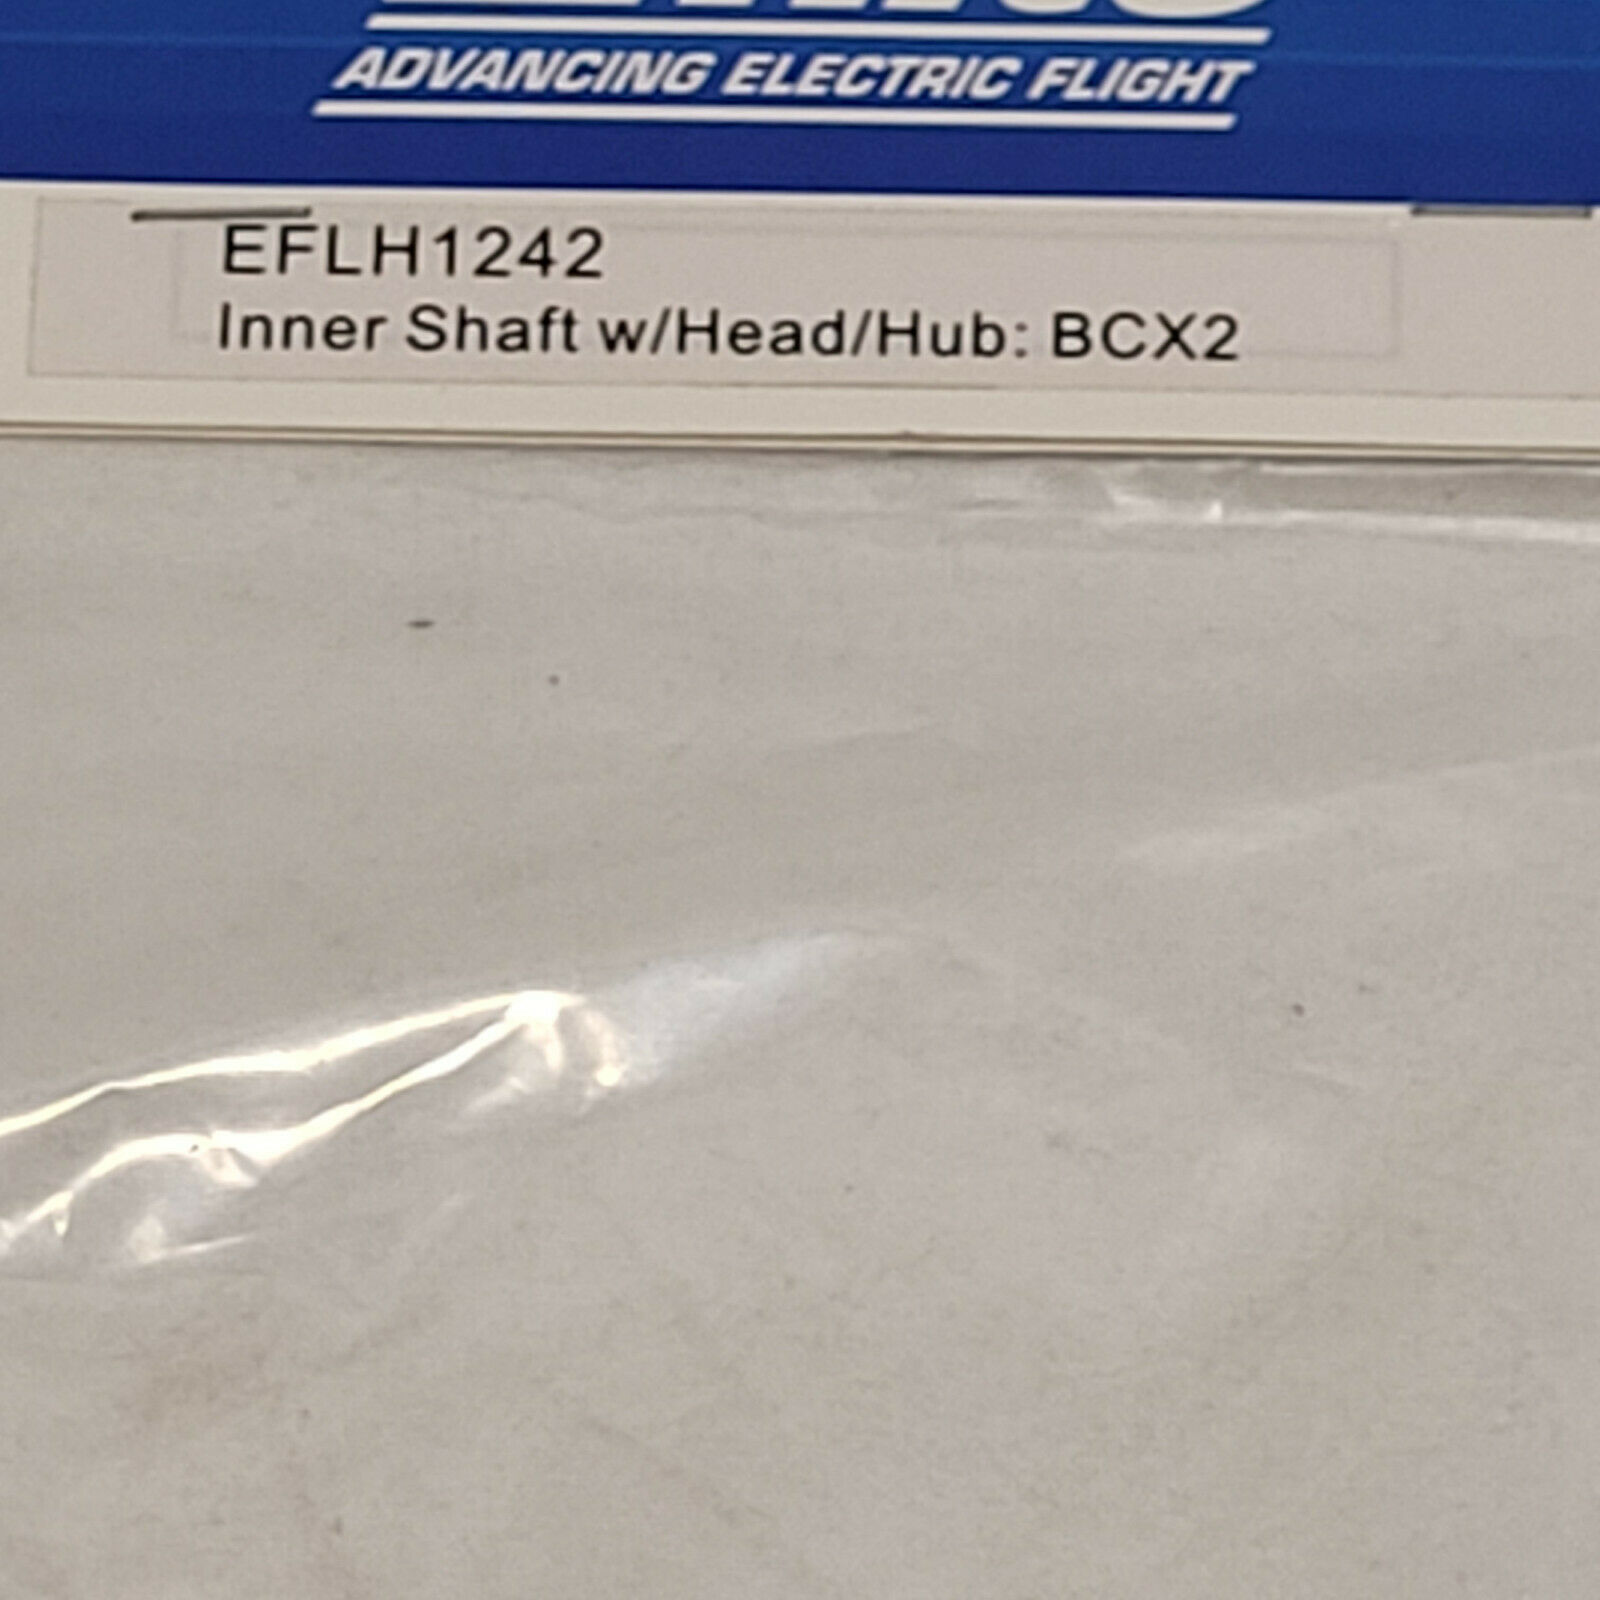 ADVANCING ELECTRIC FLIGHT
EFLH1242
Inner Shaft w/Head/Hub: BCX2